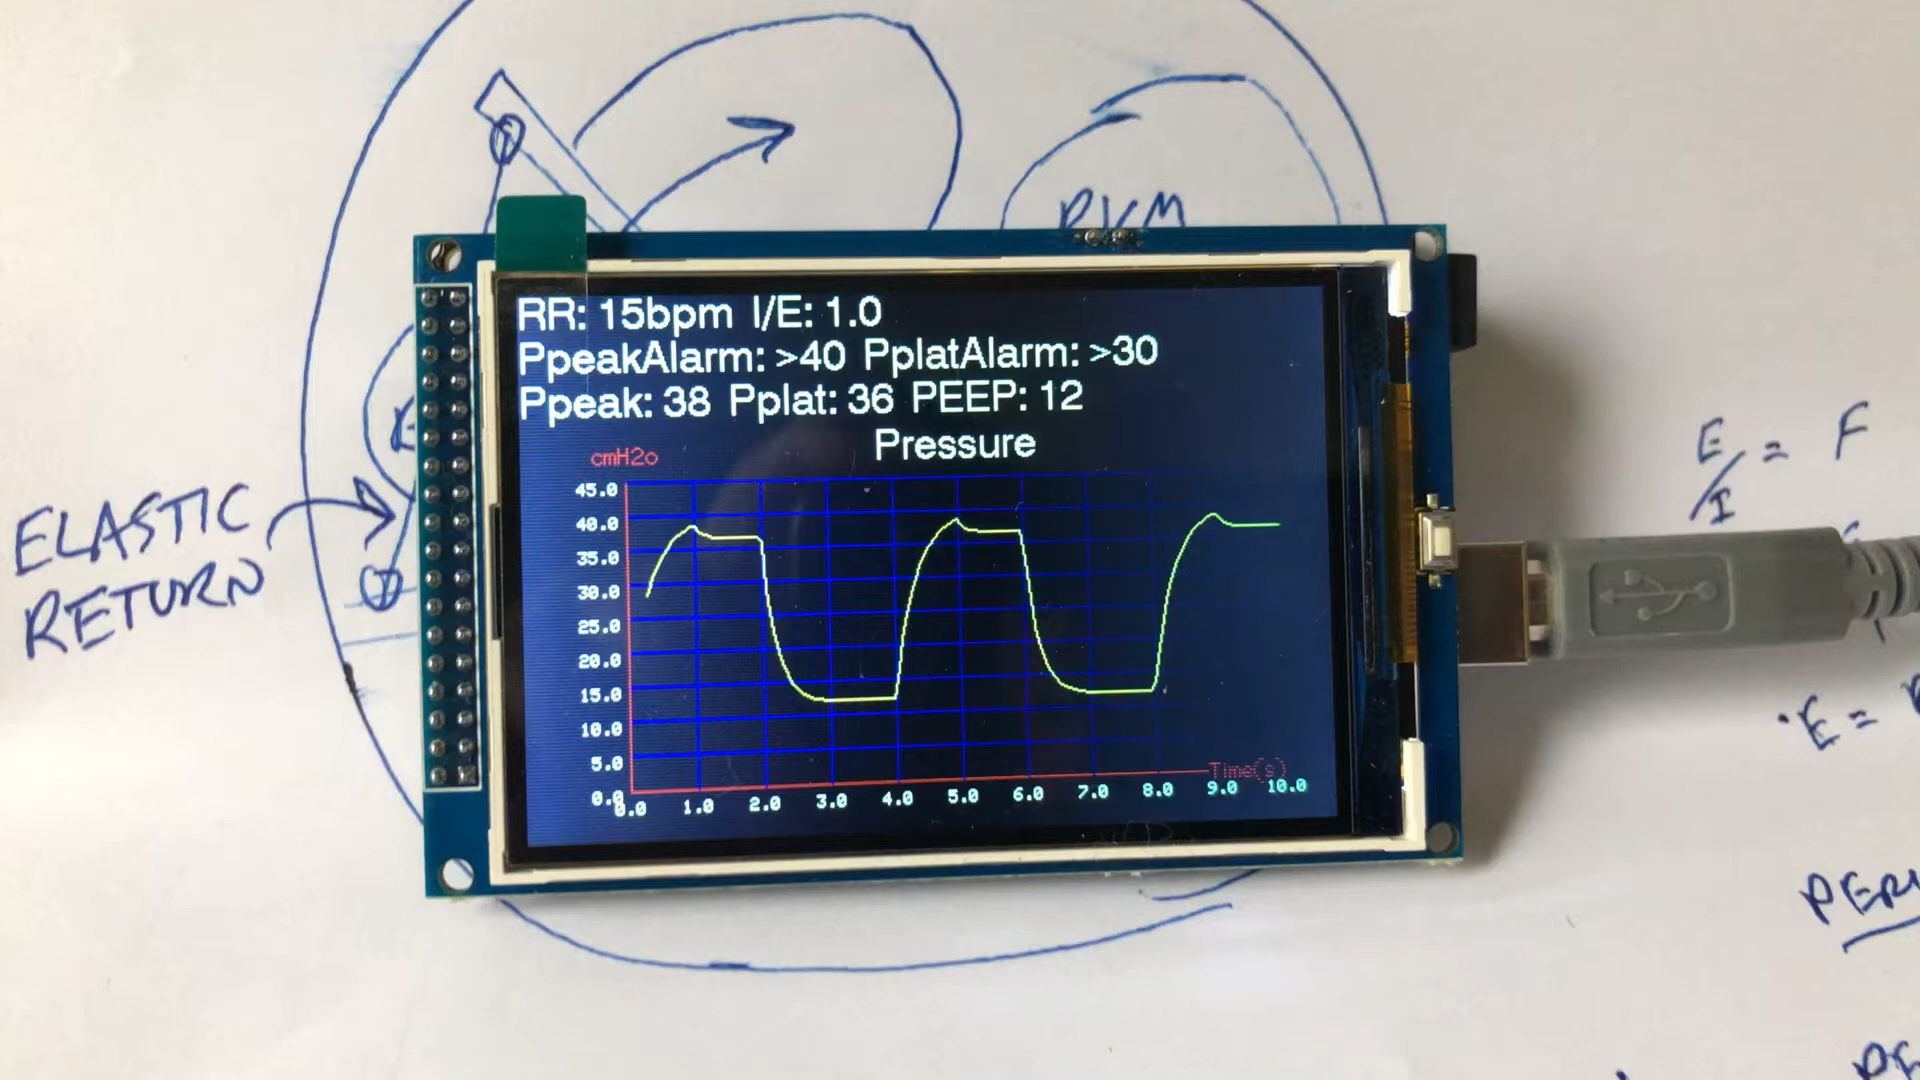 PVM
RR: 15bpm I/E: 1.0
PpeakAlarm: >40 PplatAlarm: >30
Ppeak: 38 Pplat: 36 PEEP: 12
Pressure
cmH2o
45.0
40.0
35.0
30.0
25.0
20.0
15.0
10.0
5.0
0.0
0.0 1.0 2.0 3.0 4.0 5.0 6.0 7.0 8.0 9.0 10.0
Time(s)
ELASTIC
RETURN
E/I = F
·E =